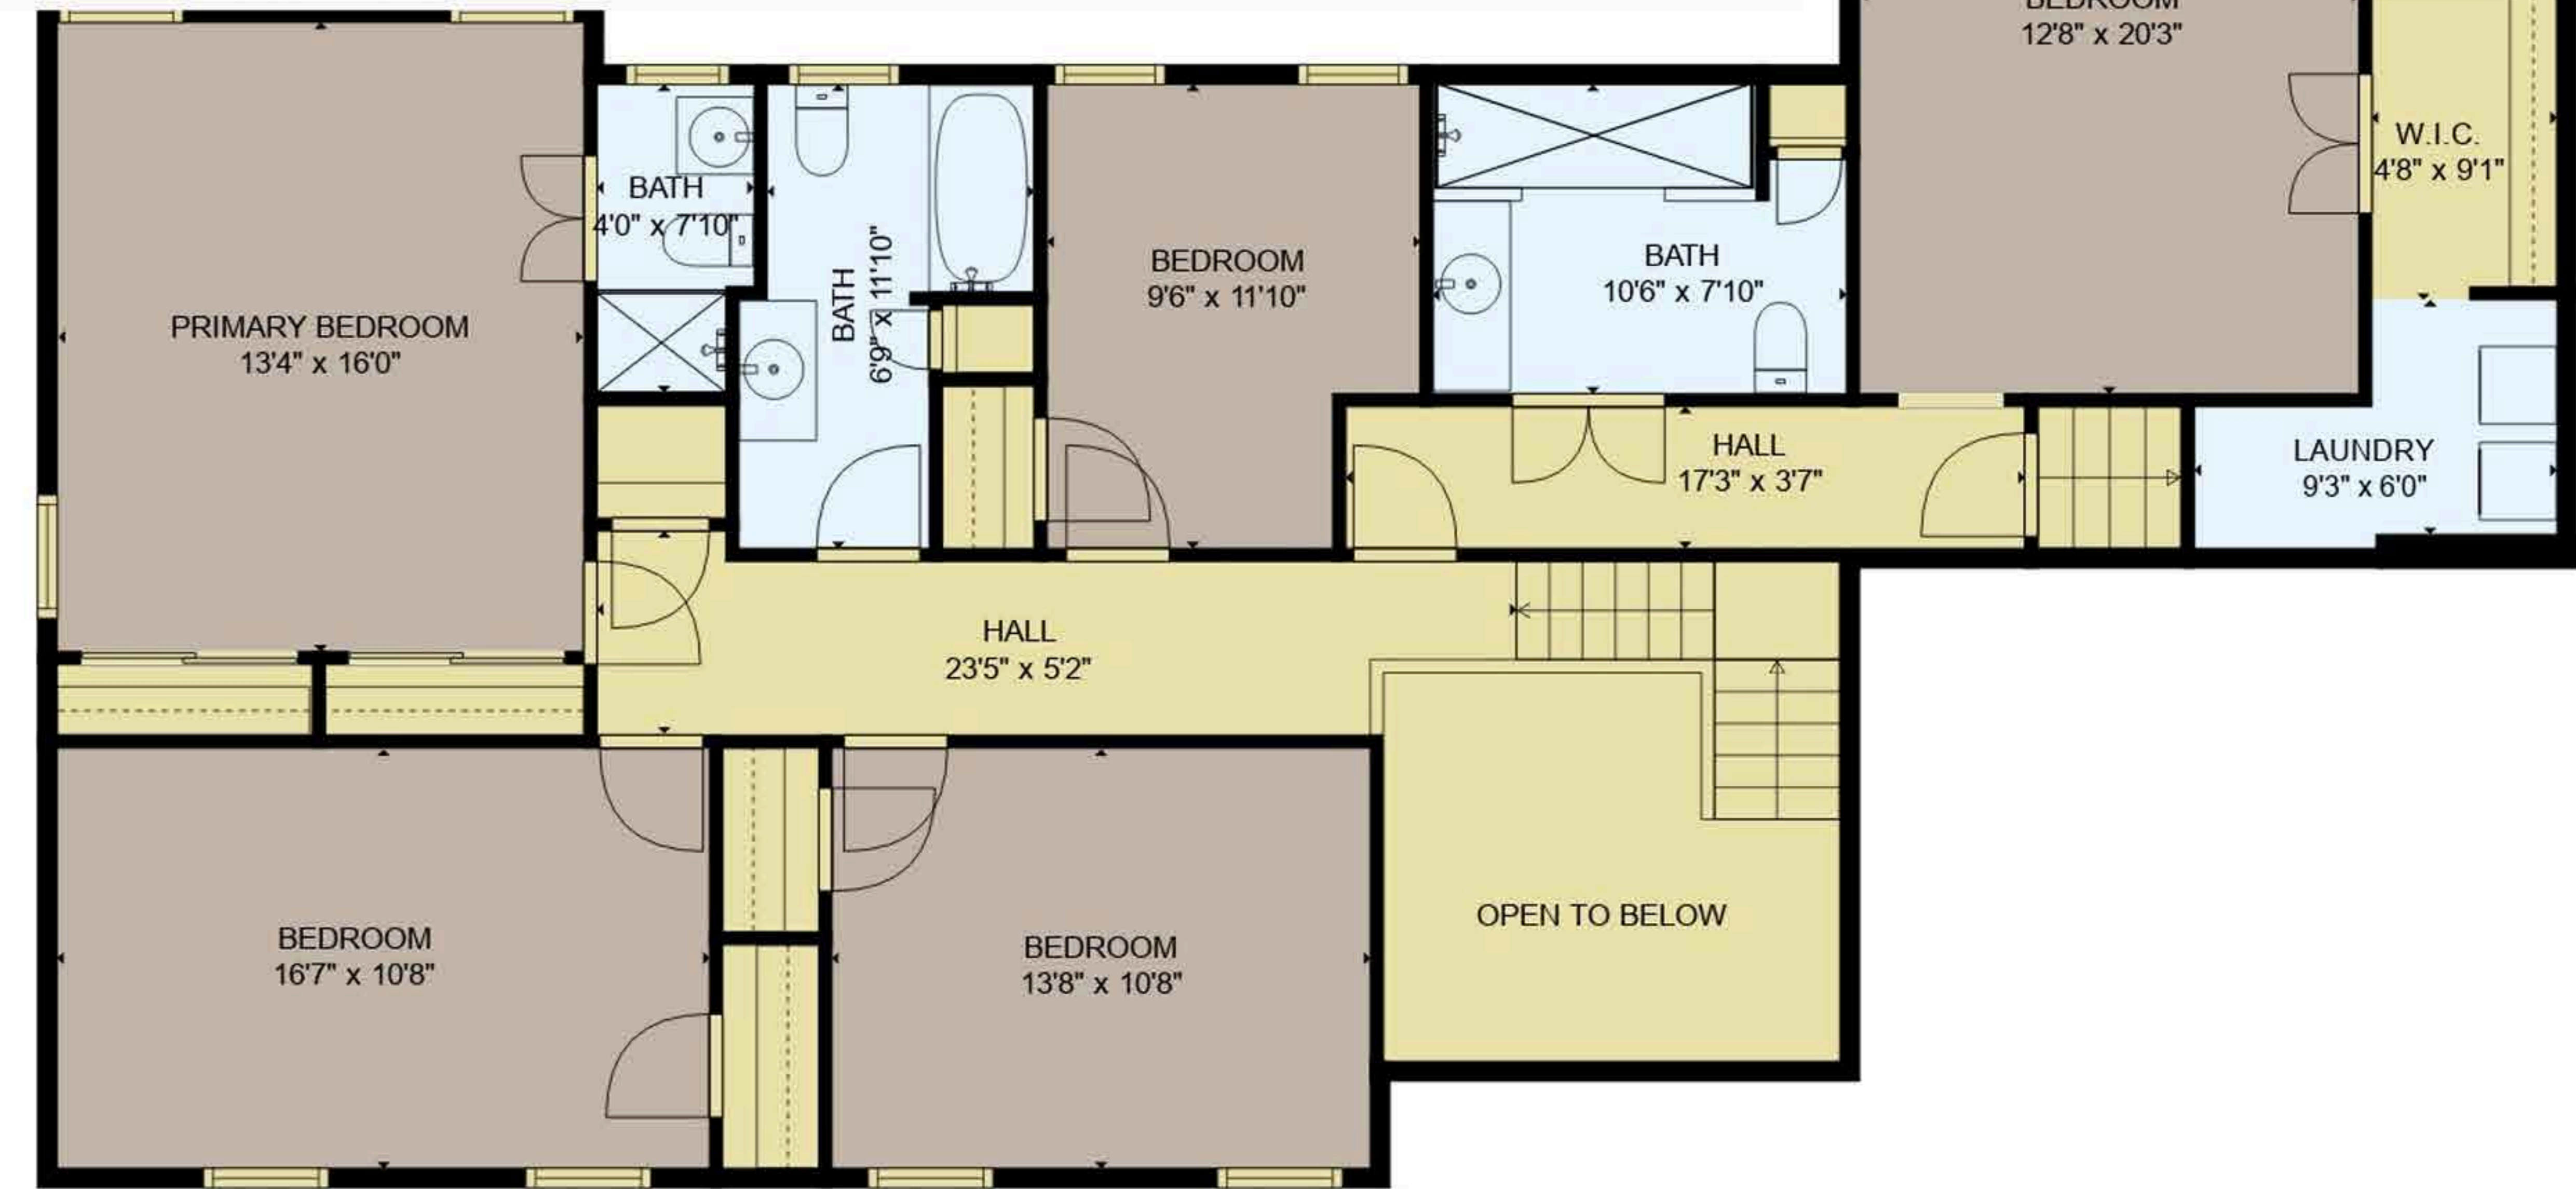 BEDROOM
12'8" x 20'3"
W.I.C.
4'8" x 9'1"
BATH
4'0" x 7'10"
BATH
6'9" x 11'10"
BEDROOM
9'6" x 11'10"
BATH
10'6" x 7'10"
PRIMARY BEDROOM
13'4" x 16'0"
HALL
17'3" x 3'7"
LAUNDRY
9'3" x 6'0"
HALL
23'5" x 5'2"
OPEN TO BELOW
BEDROOM
16'7" x 10'8"
BEDROOM
13'8" x 10'8"